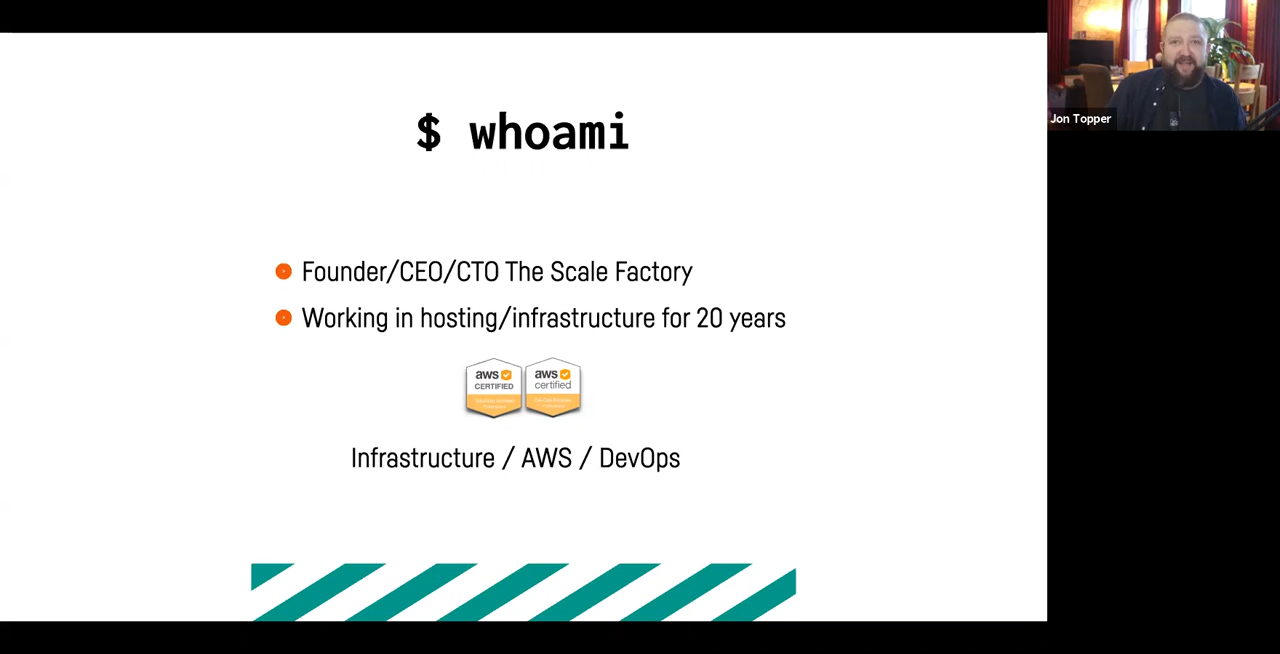 $ whoami
Founder/CEO/CTO The Scale Factory
Working in hosting/infrastructure for 20 years
aws
CERTIFIED
aws
certified
Infrastructure / AWS / DevOps
Jon Topper